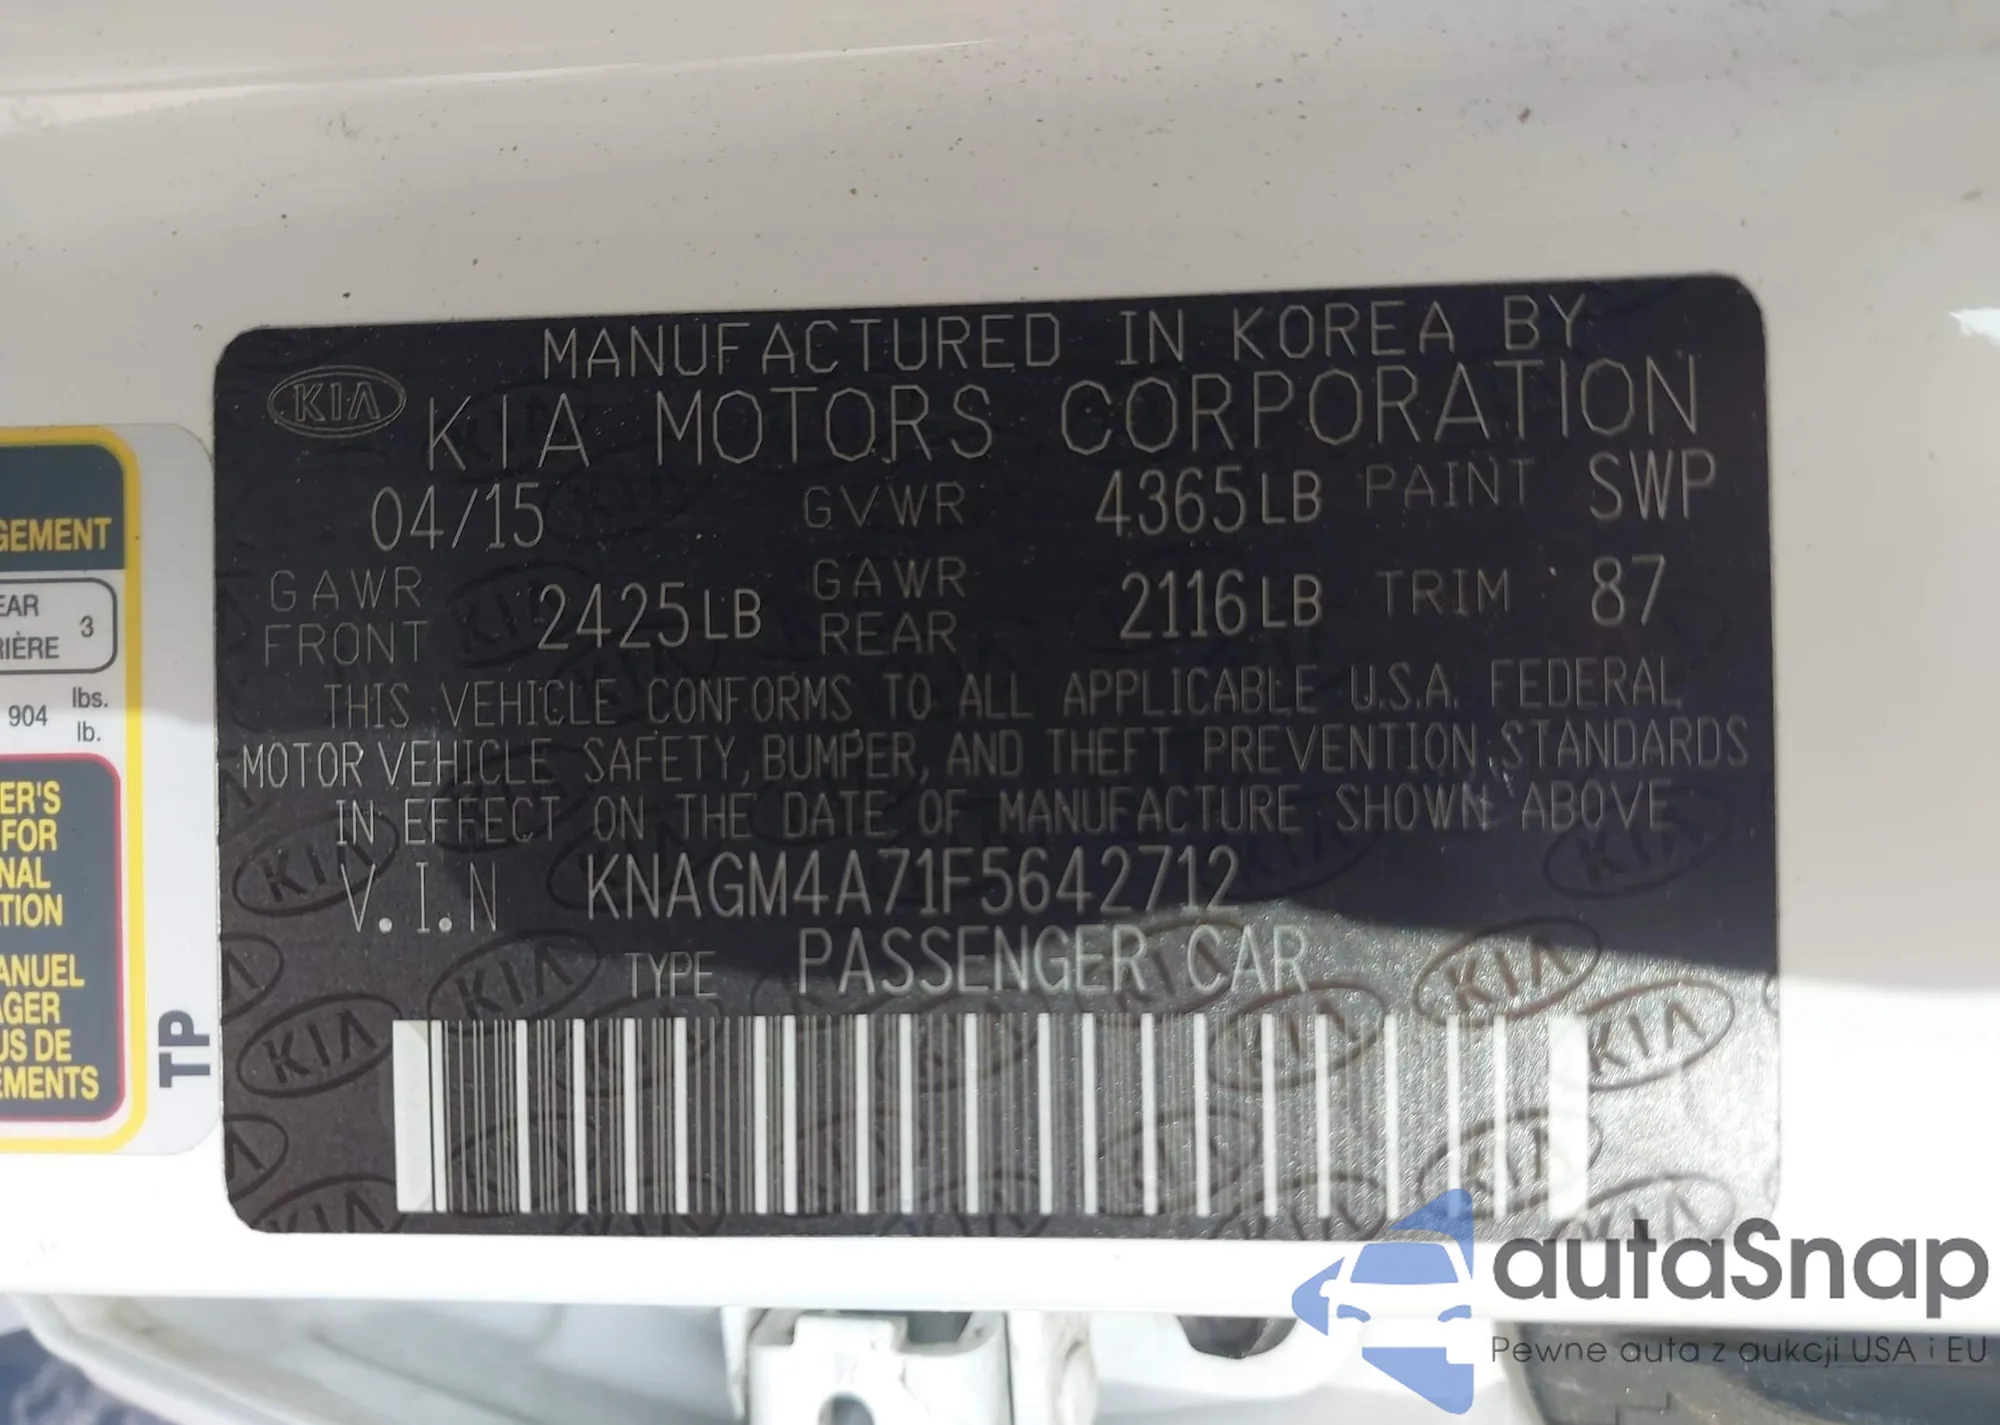 MANUFACTURED IN KOREA BY
KIA KIA MOTORS CORPORATION
04/15 GVWR 4365LB PAINT SWP
GAWR FRONT 2425LB GAWR REAR 2116LB TRIM : 87
THIS VEHICLE CONFORMS TO ALL APPLICABLE U.S.A. FEDERAL
MOTOR VEHICLE SAFETY, BUMPER, AND THEFT PREVENTION STANDARDS
IN EFFECT ON THE DATE OF MANUFACTURE SHOWN ABOVE
V.I.N KNAGM4A71F5642712
TYPE PASSENGER CAR
GEMENT
EAR
RIÈRE 3
904 lbs.
lb.
ER'S
FOR
NAL
TION
ANUEL
AGER
US DE
EMENTS
TP
autaSnap
Pewne auta z aukcji USA i EU